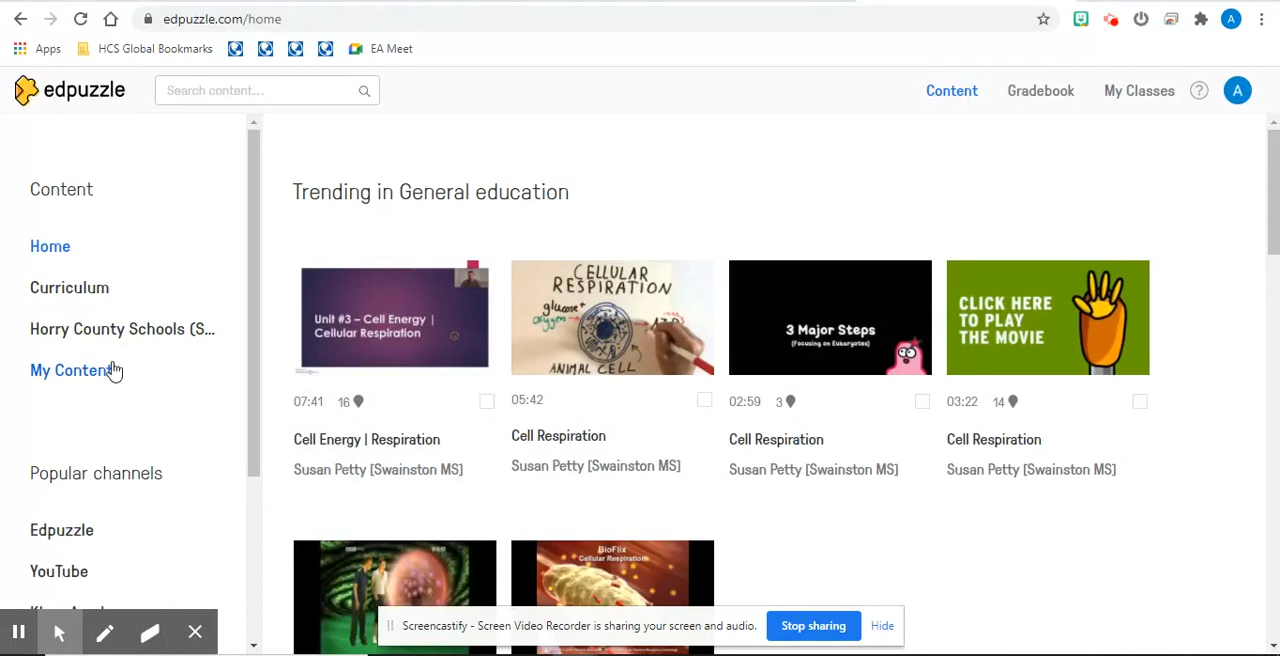 edpuzzle.com/home
A
Apps
HCS Global Bookmarks
EA Meet
edpuzzle
Search content...
Content
Gradebook
My Classes
?
A
Content
Home
Curriculum
Horry County Schools (S...
My Content
Popular channels
Edpuzzle
YouTube
Trending in General education
Unit #3 – Cell Energy |
Cellular Respiration
07:41
16
Cell Energy | Respiration
Susan Petty [Swainston MS]
CELLULAR
RESPIRATION
glucose+
oxygen
ANIMAL CELL
05:42
Cell Respiration
Susan Petty [Swainston MS]
3 Major Steps
(Focusing on Eukaryotes)
02:59
3
Cell Respiration
Susan Petty [Swainston MS]
CLICK HERE
TO PLAY
THE MOVIE
03:22
14
Cell Respiration
Susan Petty [Swainston MS]
BioFlix
Cellular Respiration
Screencastify - Screen Video Recorder is sharing your screen and audio.
Stop sharing
Hide